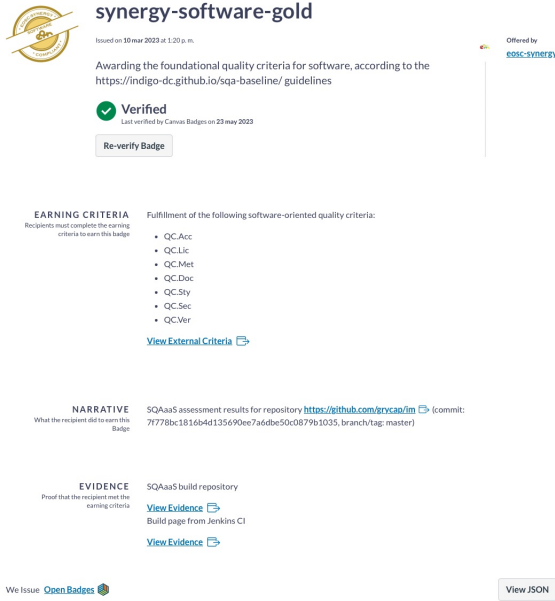 EOSC-SYNERGY
SOFTWARE
COMPLIANT
synergy-software-gold
Issued on 10 mar 2023 at 1:20 p. m.
Offered by
eosc-synergy
Awarding the foundational quality criteria for software, according to the
https://indigo-dc.github.io/sqa-baseline/ guidelines
Verified
Last verified by Canvas Badges on 23 may 2023
Re-verify Badge
EARNING CRITERIA
Recipients must complete the earning
criteria to earn this badge
Fulfillment of the following software-oriented quality criteria:
• QC.Acc
• QC.Lic
• QC.Met
• QC.Doc
• QC.Sty
• QC.Sec
• QC.Ver
View External Criteria
NARRATIVE
What the recipient did to earn this
Badge
SQAaaS assessment results for repository https://github.com/grycap/im (commit:
7f778bc1816b4d135690ee7a6dbe50c0879b1035, branch/tag: master)
EVIDENCE
Proof that the recipient met the
earning criteria
SQAaaS build repository
View Evidence
Build page from Jenkins CI
View Evidence
We Issue Open Badges
View JSON